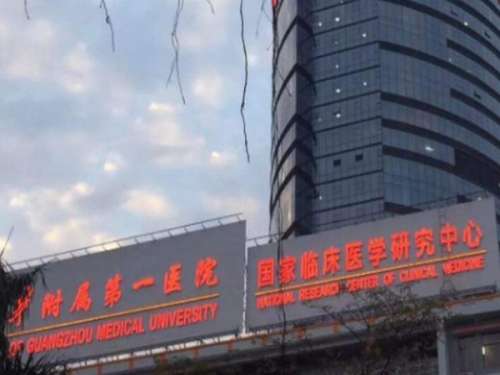 附属第一医院
OF GUANGZHOU MEDICAL UNIVERSITY
国家临床医学研究中心
NATIONAL RESEARCH CENTER OF CLINICAL MEDICINE